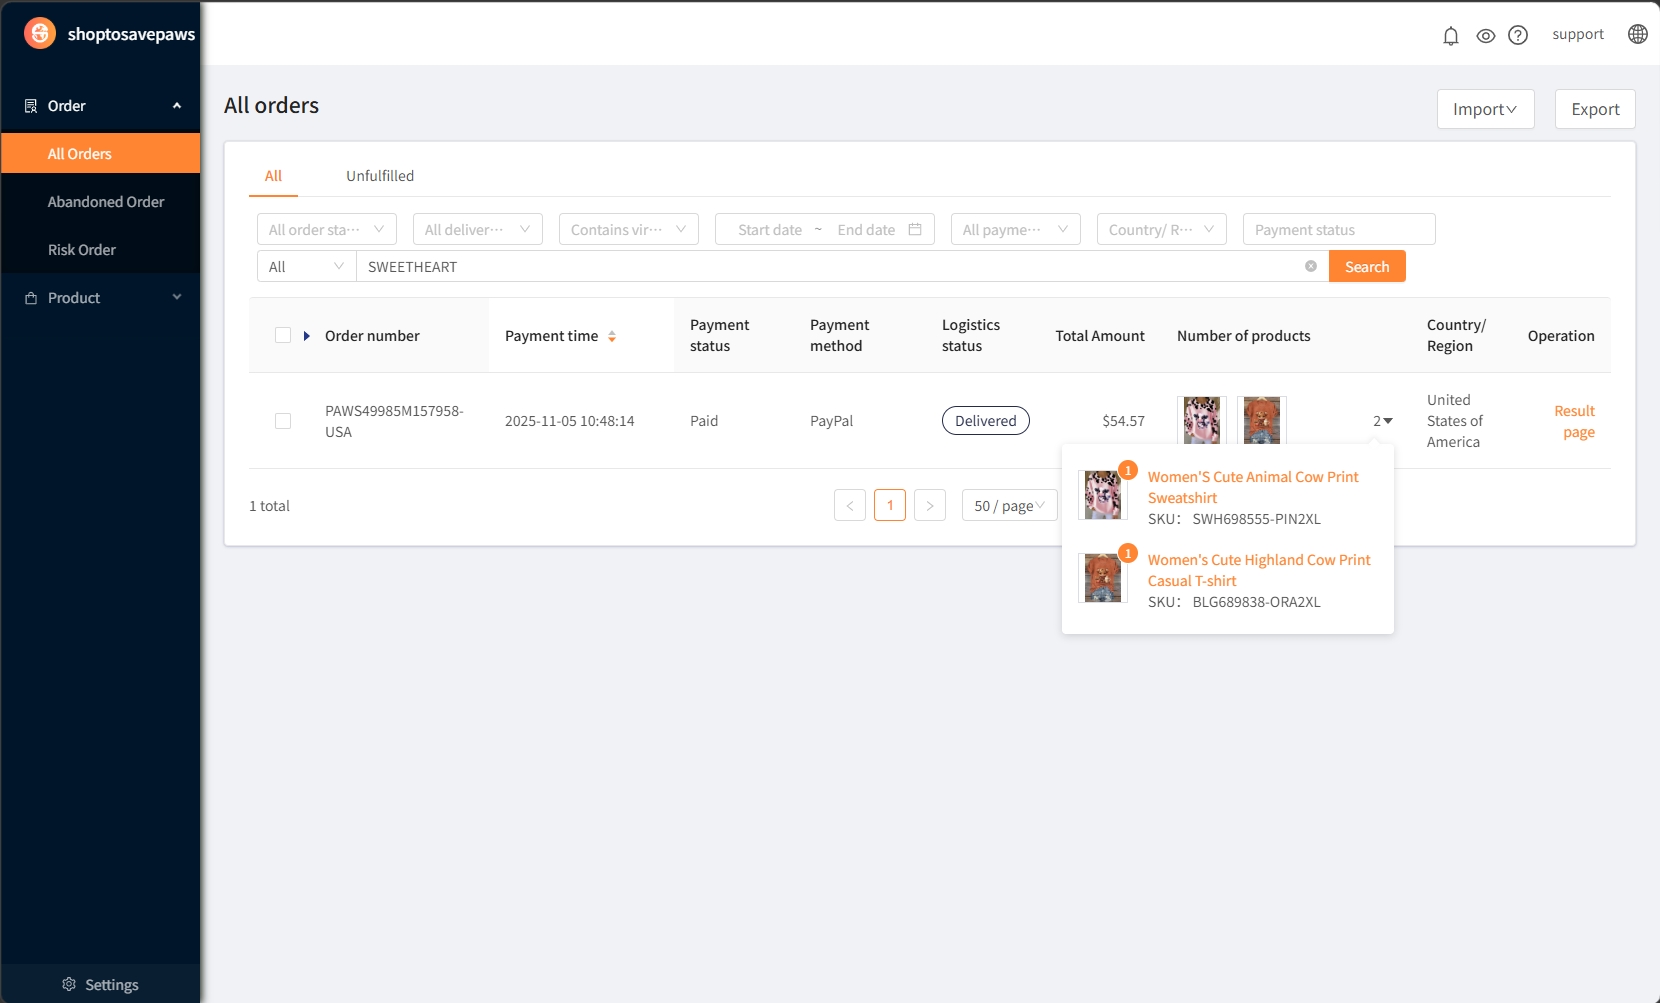 shoptosavepaws
support
Order
All Orders
Abandoned Order
Risk Order
Product
Settings
All orders
Import
Export
All
Unfulfilled
All order sta···
All deliver···
Contains vir···
Start date ~ End date
All payme···
Country/ R···
Payment status
All
SWEETHEART
Search
Order number
Payment time
Payment
status
Payment
method
Logistics
status
Total Amount
Number of products
Country/
Region
Operation
PAWS49985M157958-
USA
2025-11-05 10:48:14
Paid
PayPal
Delivered
$54.57
2
United
States of
America
Result
page
1 total
<
1
>
50 / page
1
Women'S Cute Animal Cow Print
Sweatshirt
SKU: SWH698555-PIN2XL
1
Women's Cute Highland Cow Print
Casual T-shirt
SKU: BLG689838-ORA2XL